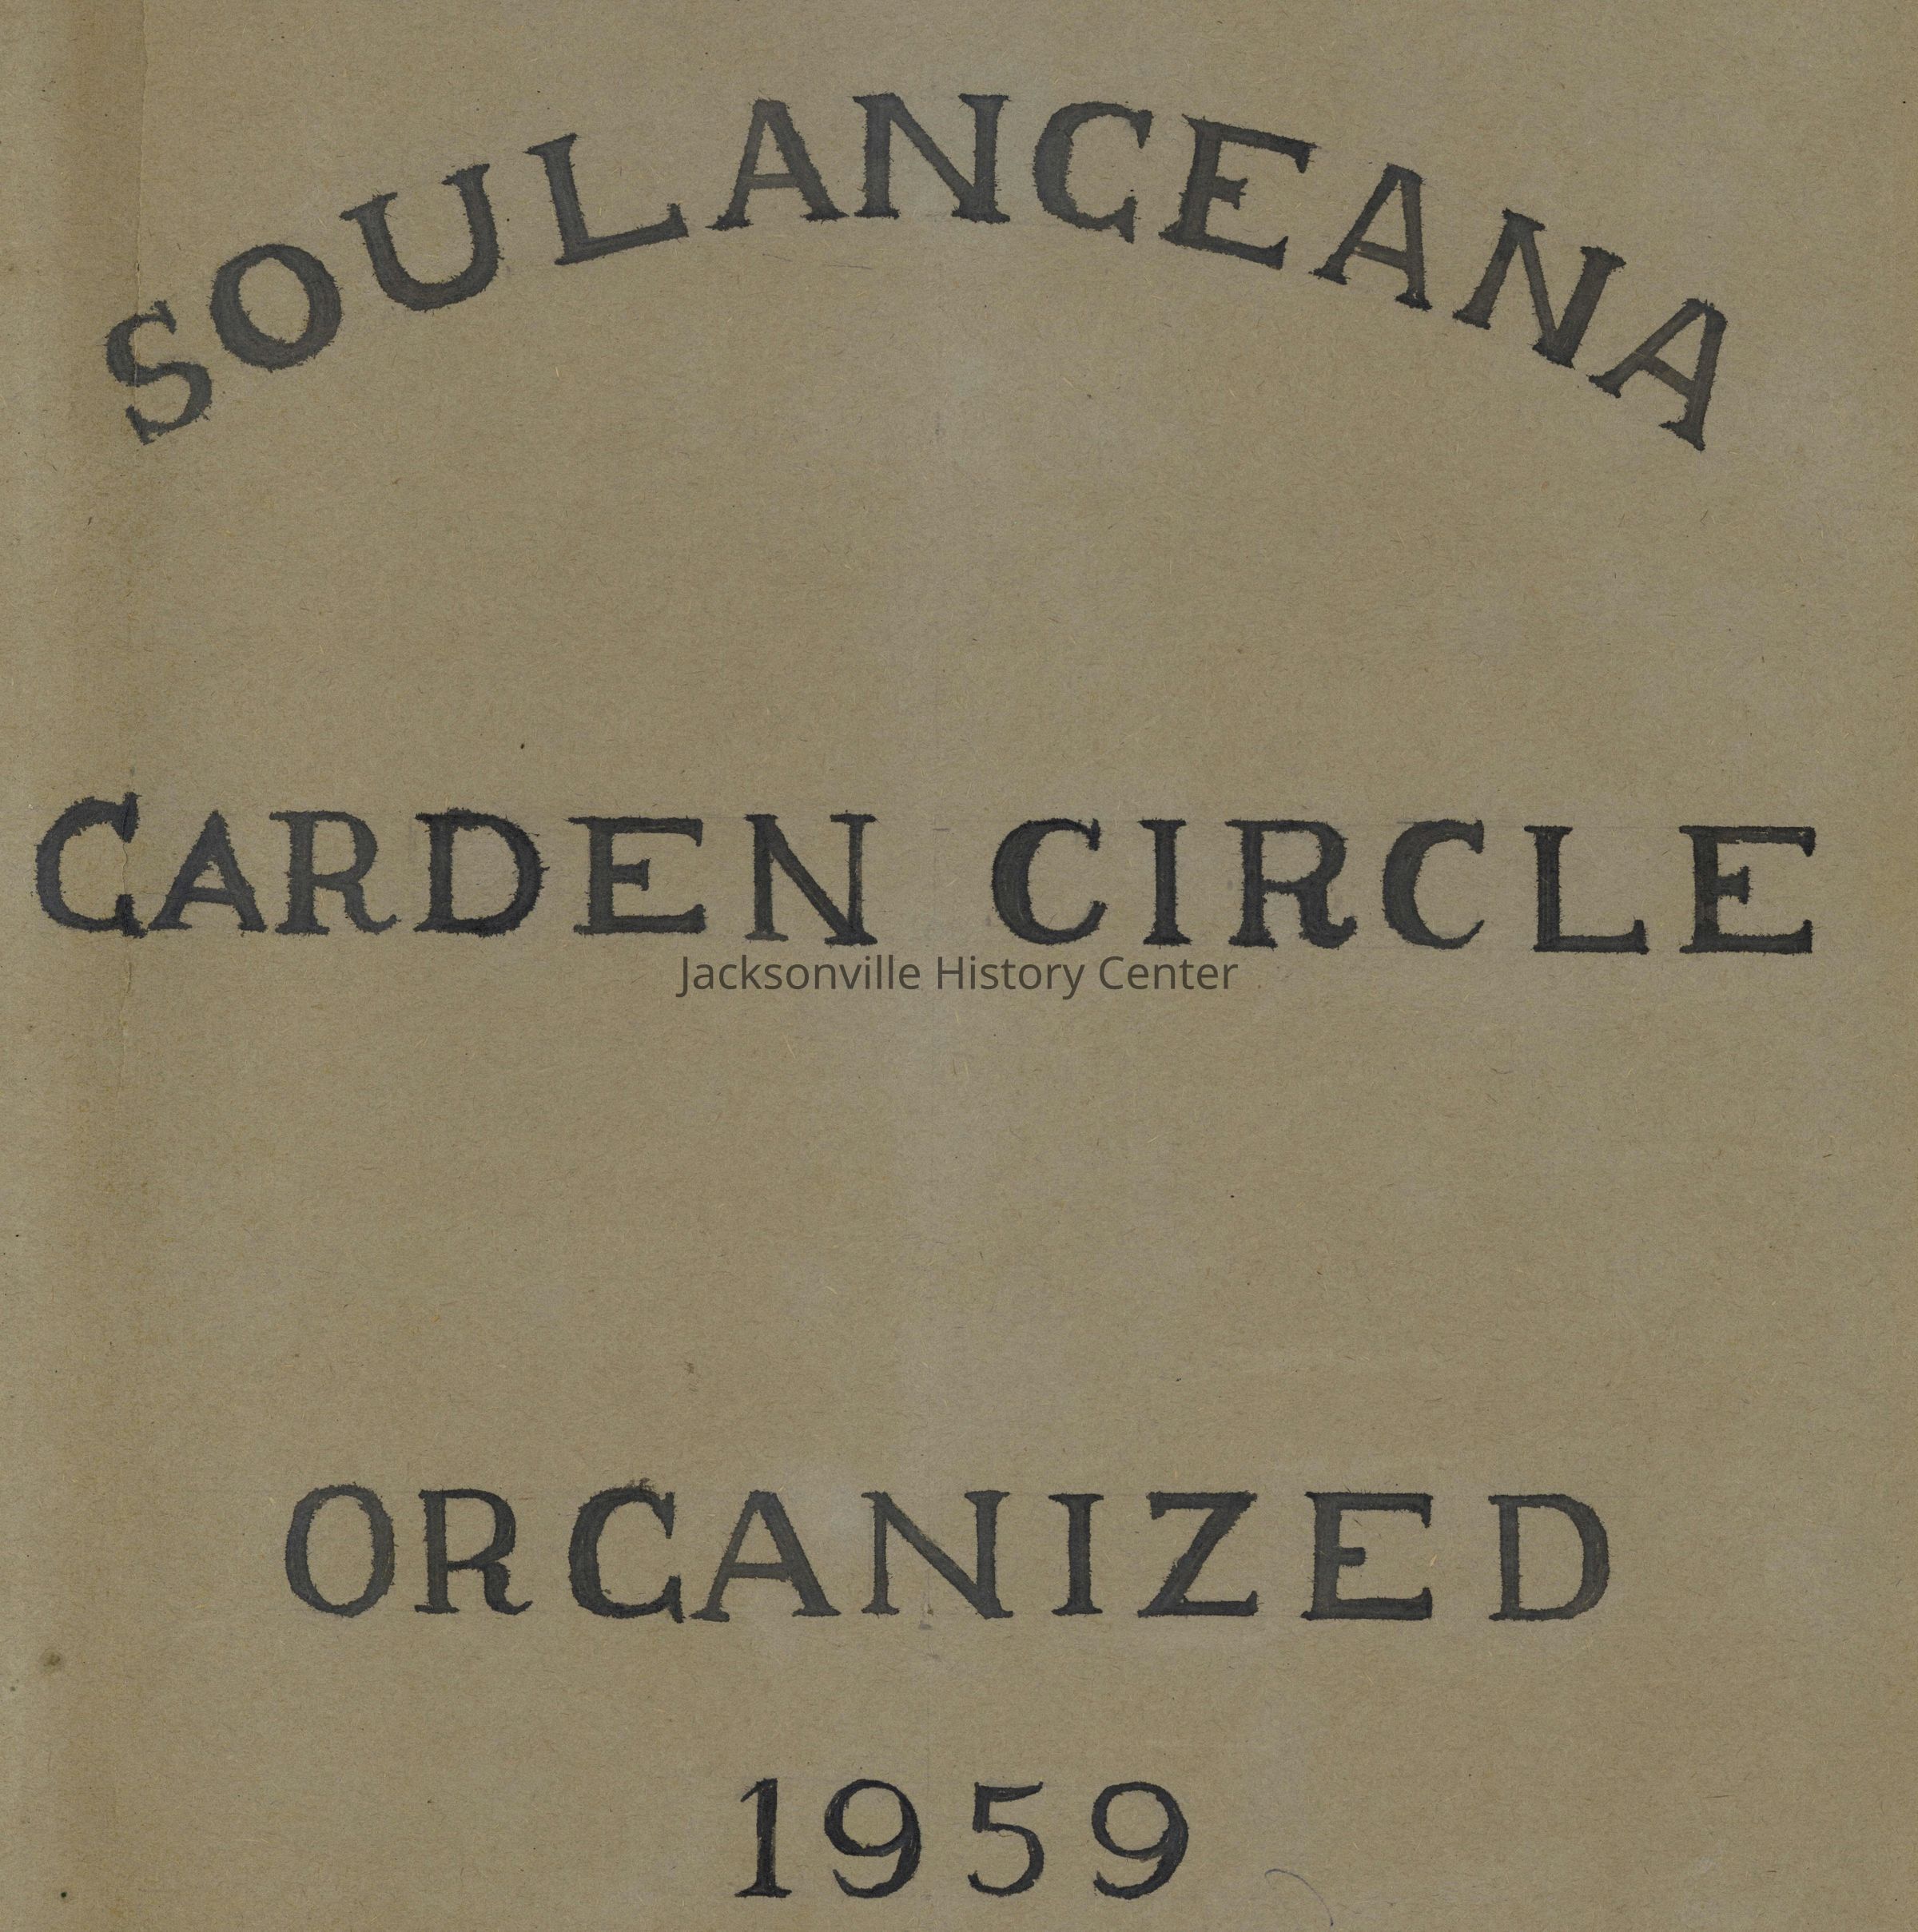 SOULANGEANA
GARDEN CIRCLE
Jacksonville History Center
ORGANIZED
1959